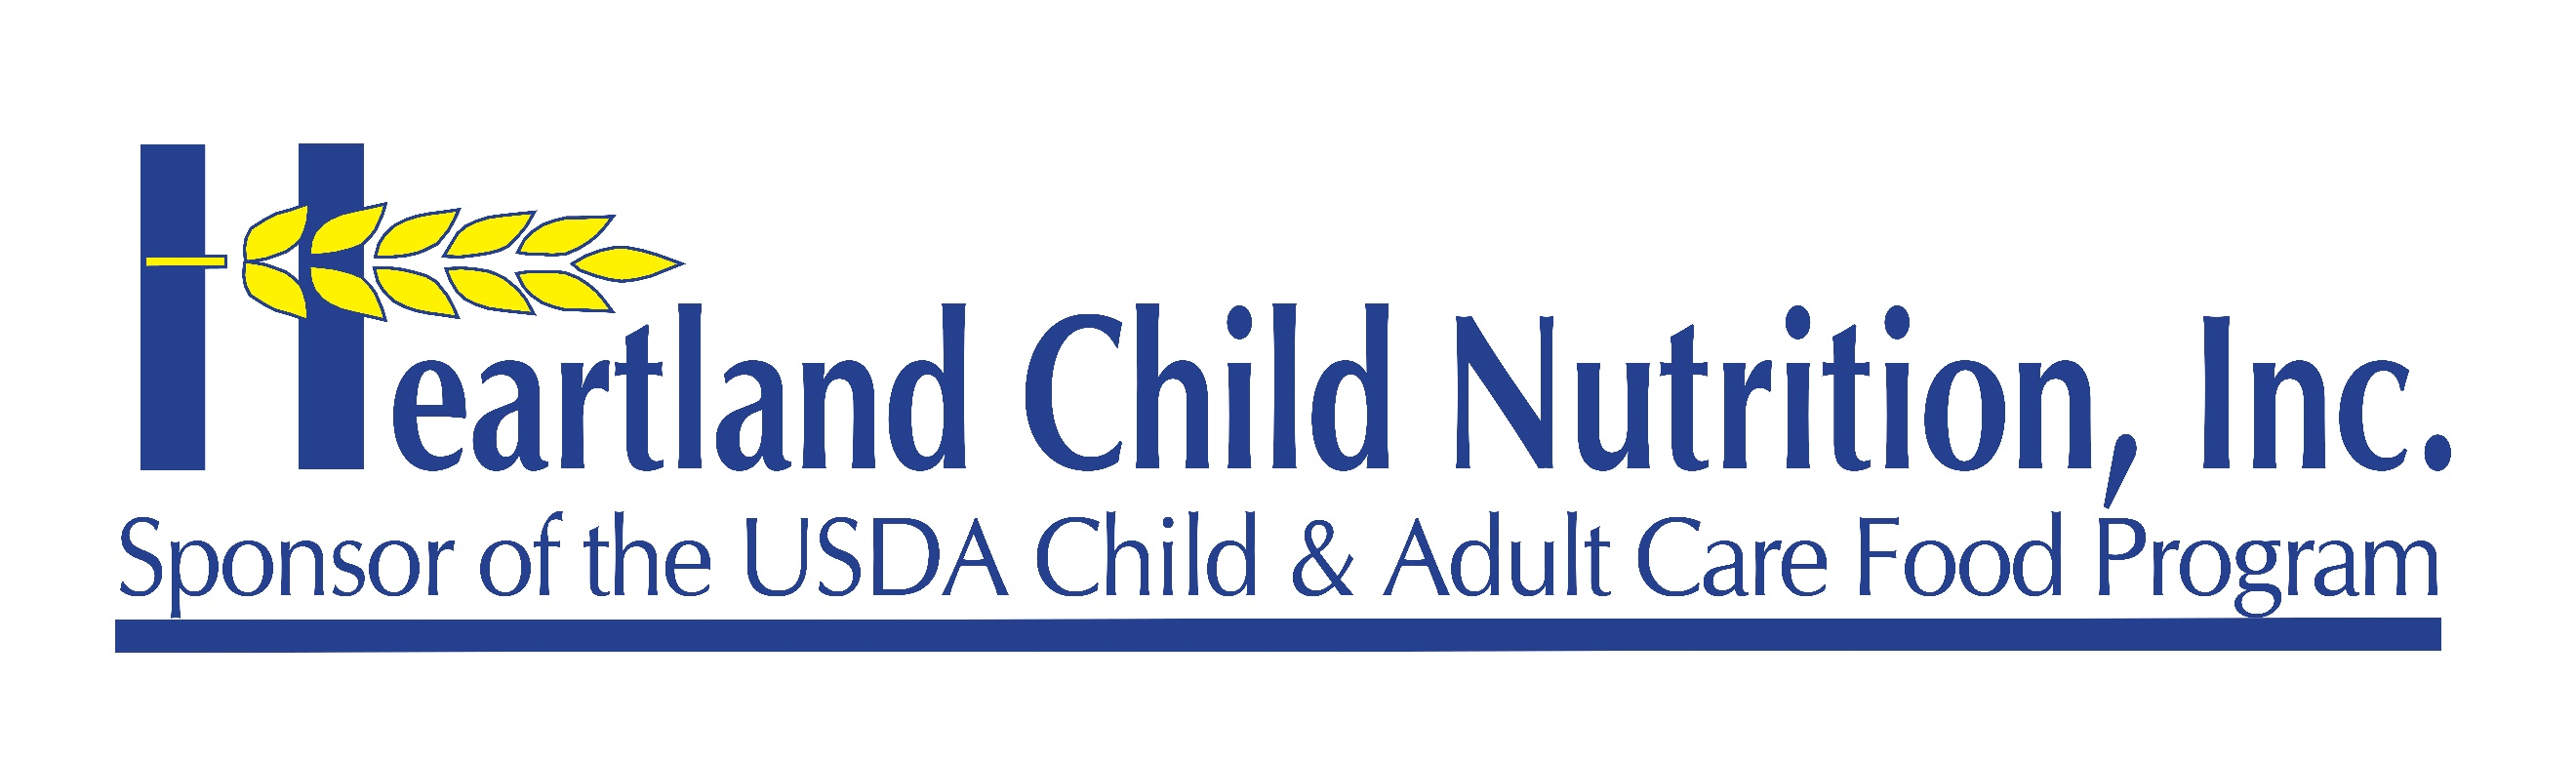 Heartland Child Nutrition, Inc.
Sponsor of the USDA Child & Adult Care Food Program